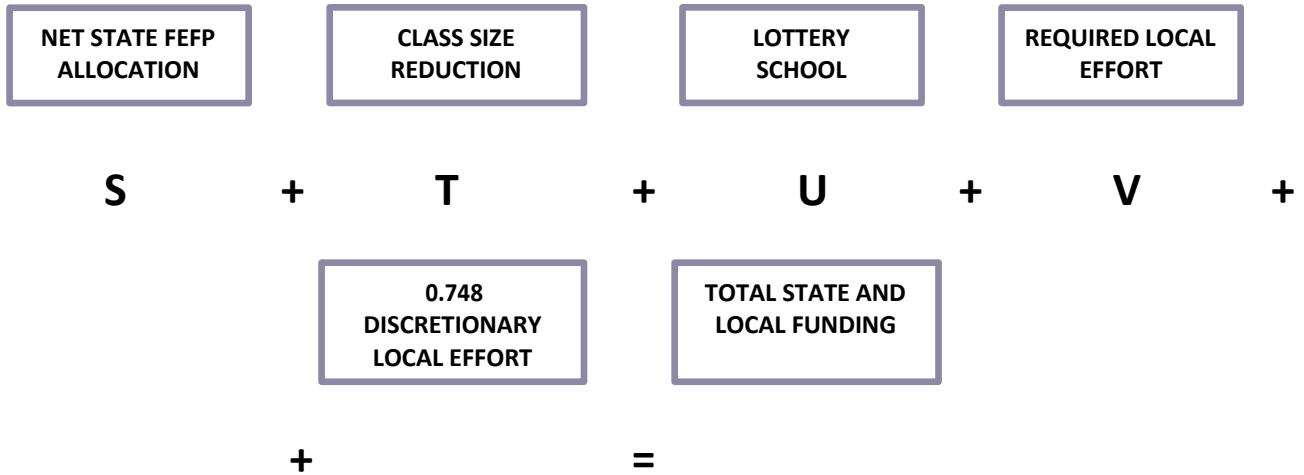 NET STATE FEFP
ALLOCATION
CLASS SIZE
REDUCTION
LOTTERY
SCHOOL
REQUIRED LOCAL
EFFORT
S + T + U + V +
0.748
DISCRETIONARY
LOCAL EFFORT
TOTAL STATE AND
LOCAL FUNDING
+ =